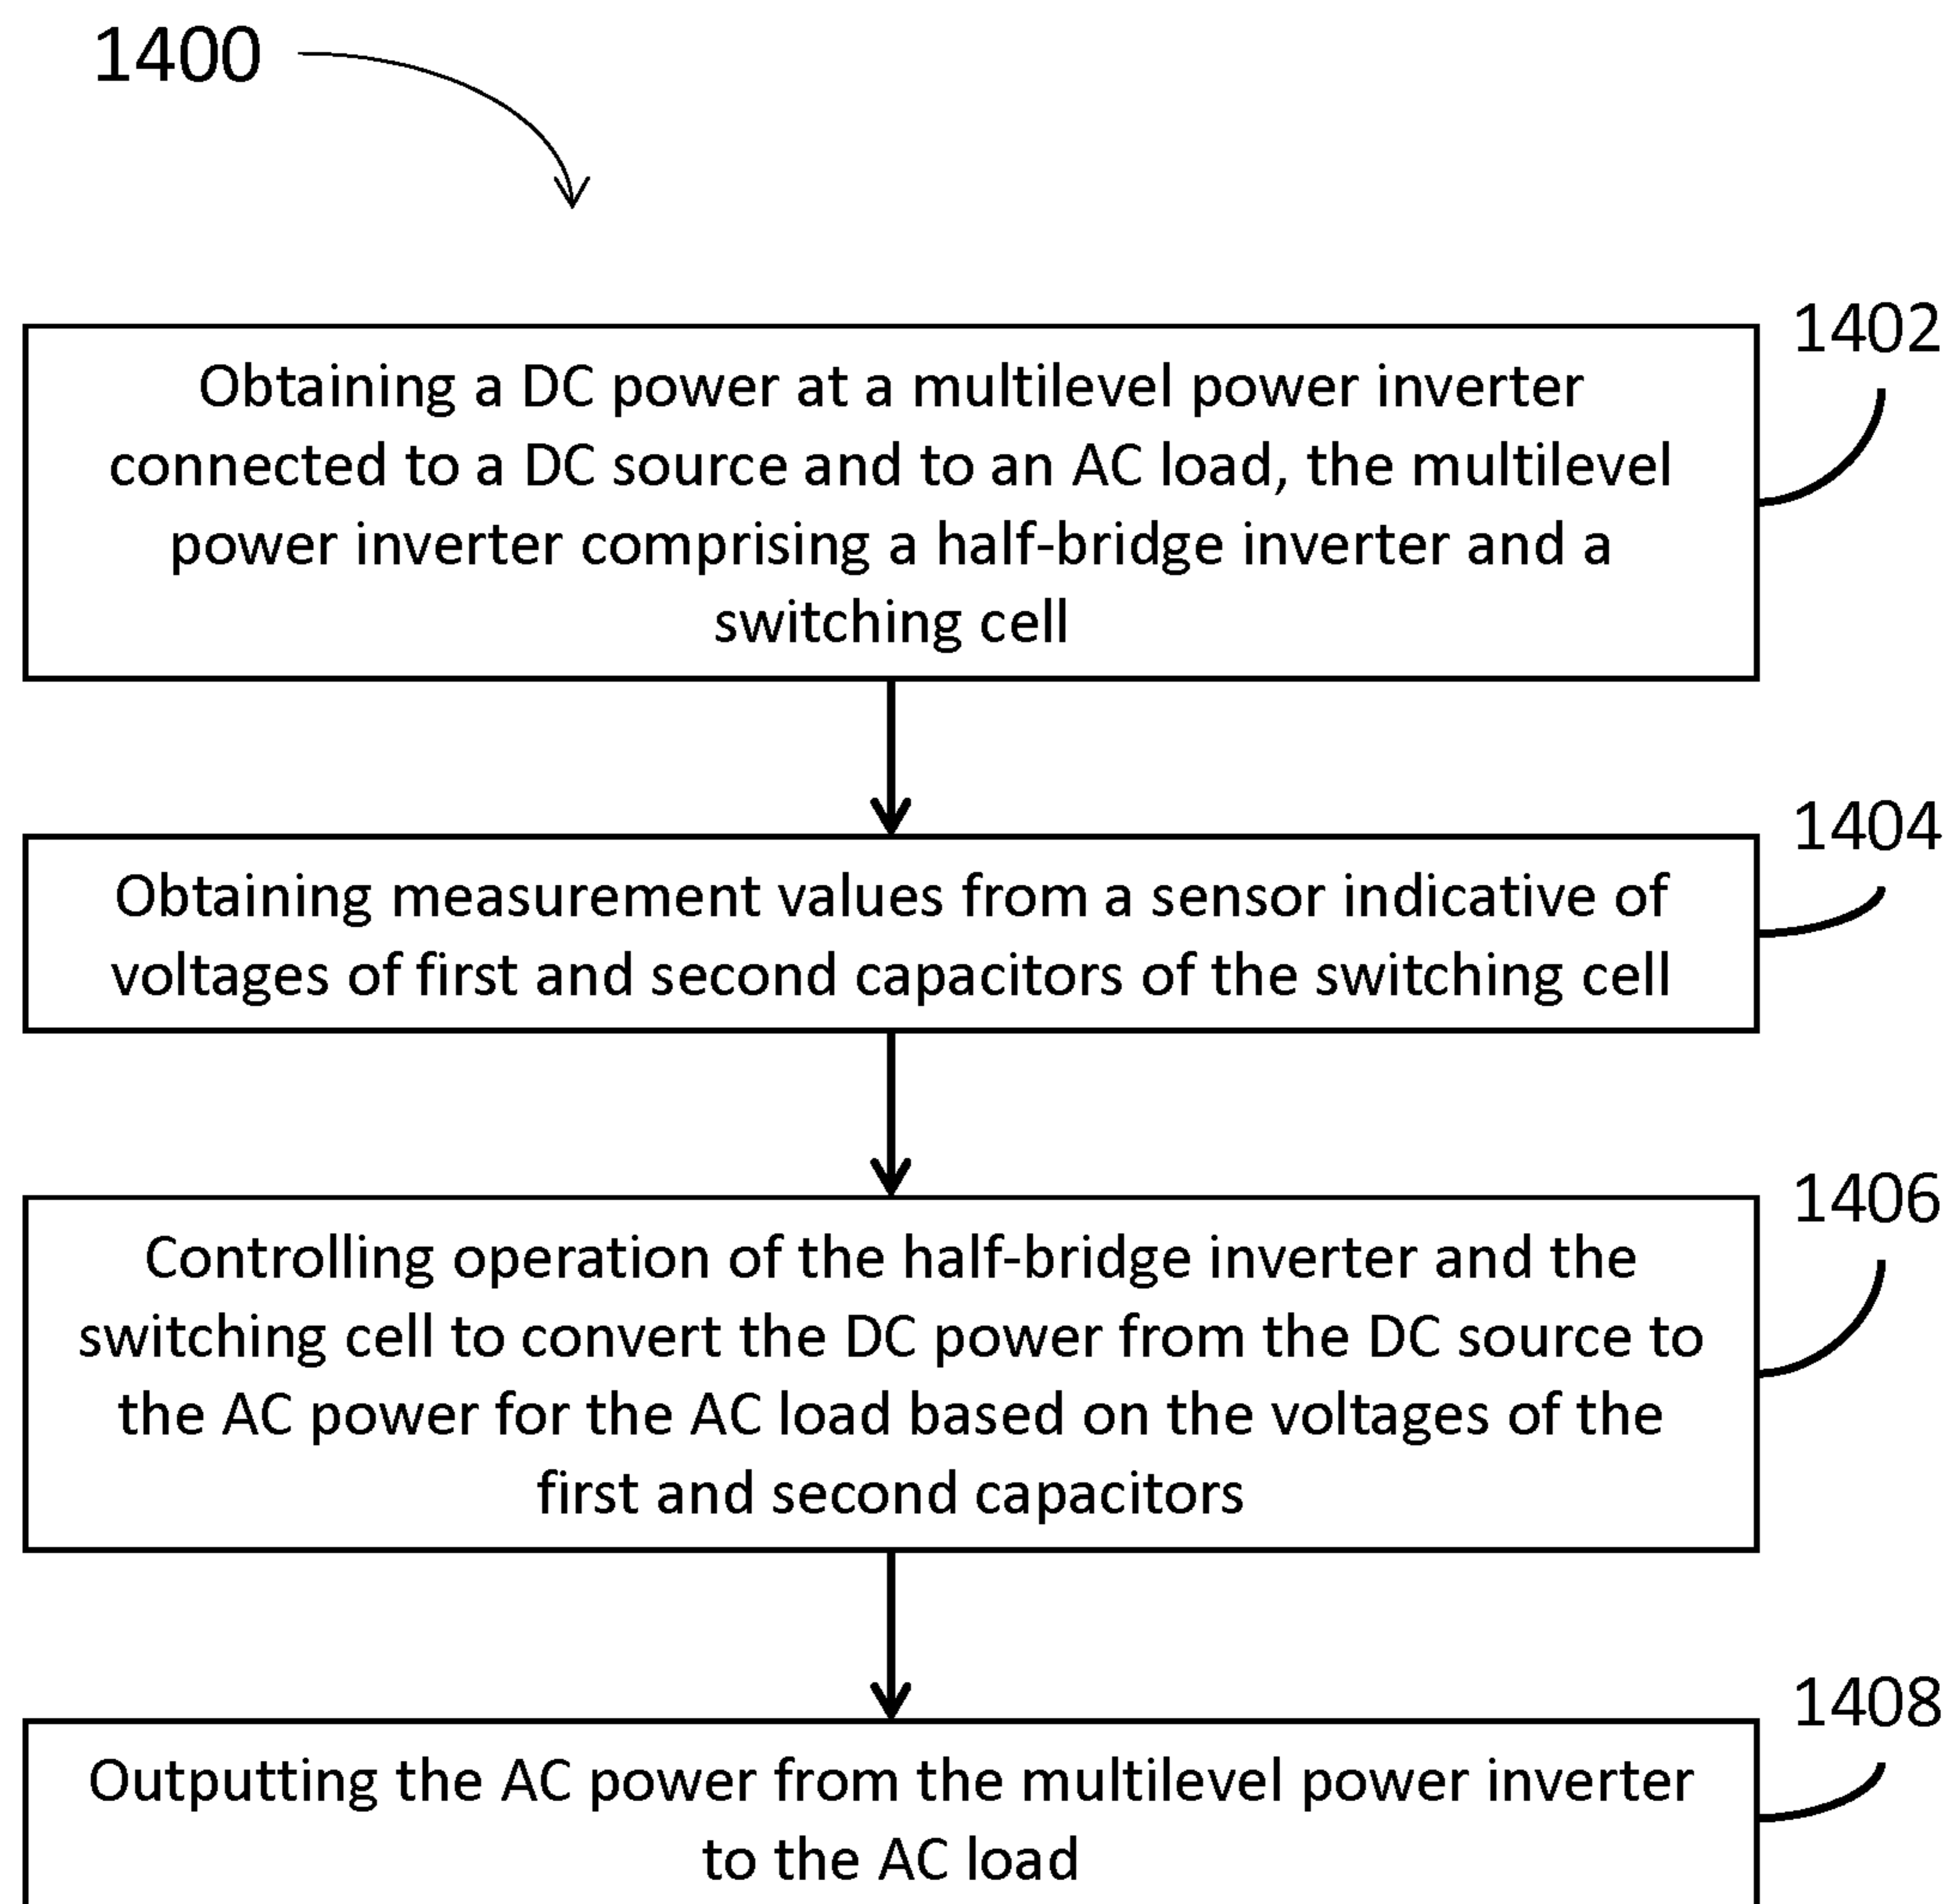 1400
1402
Obtaining a DC power at a multilevel power inverter
connected to a DC source and to an AC load, the multilevel
power inverter comprising a half-bridge inverter and a
switching cell
1404
Obtaining measurement values from a sensor indicative of
voltages of first and second capacitors of the switching cell
1406
Controlling operation of the half-bridge inverter and the
switching cell to convert the DC power from the DC source to
the AC power for the AC load based on the voltages of the
first and second capacitors
1408
Outputting the AC power from the multilevel power inverter
to the AC load